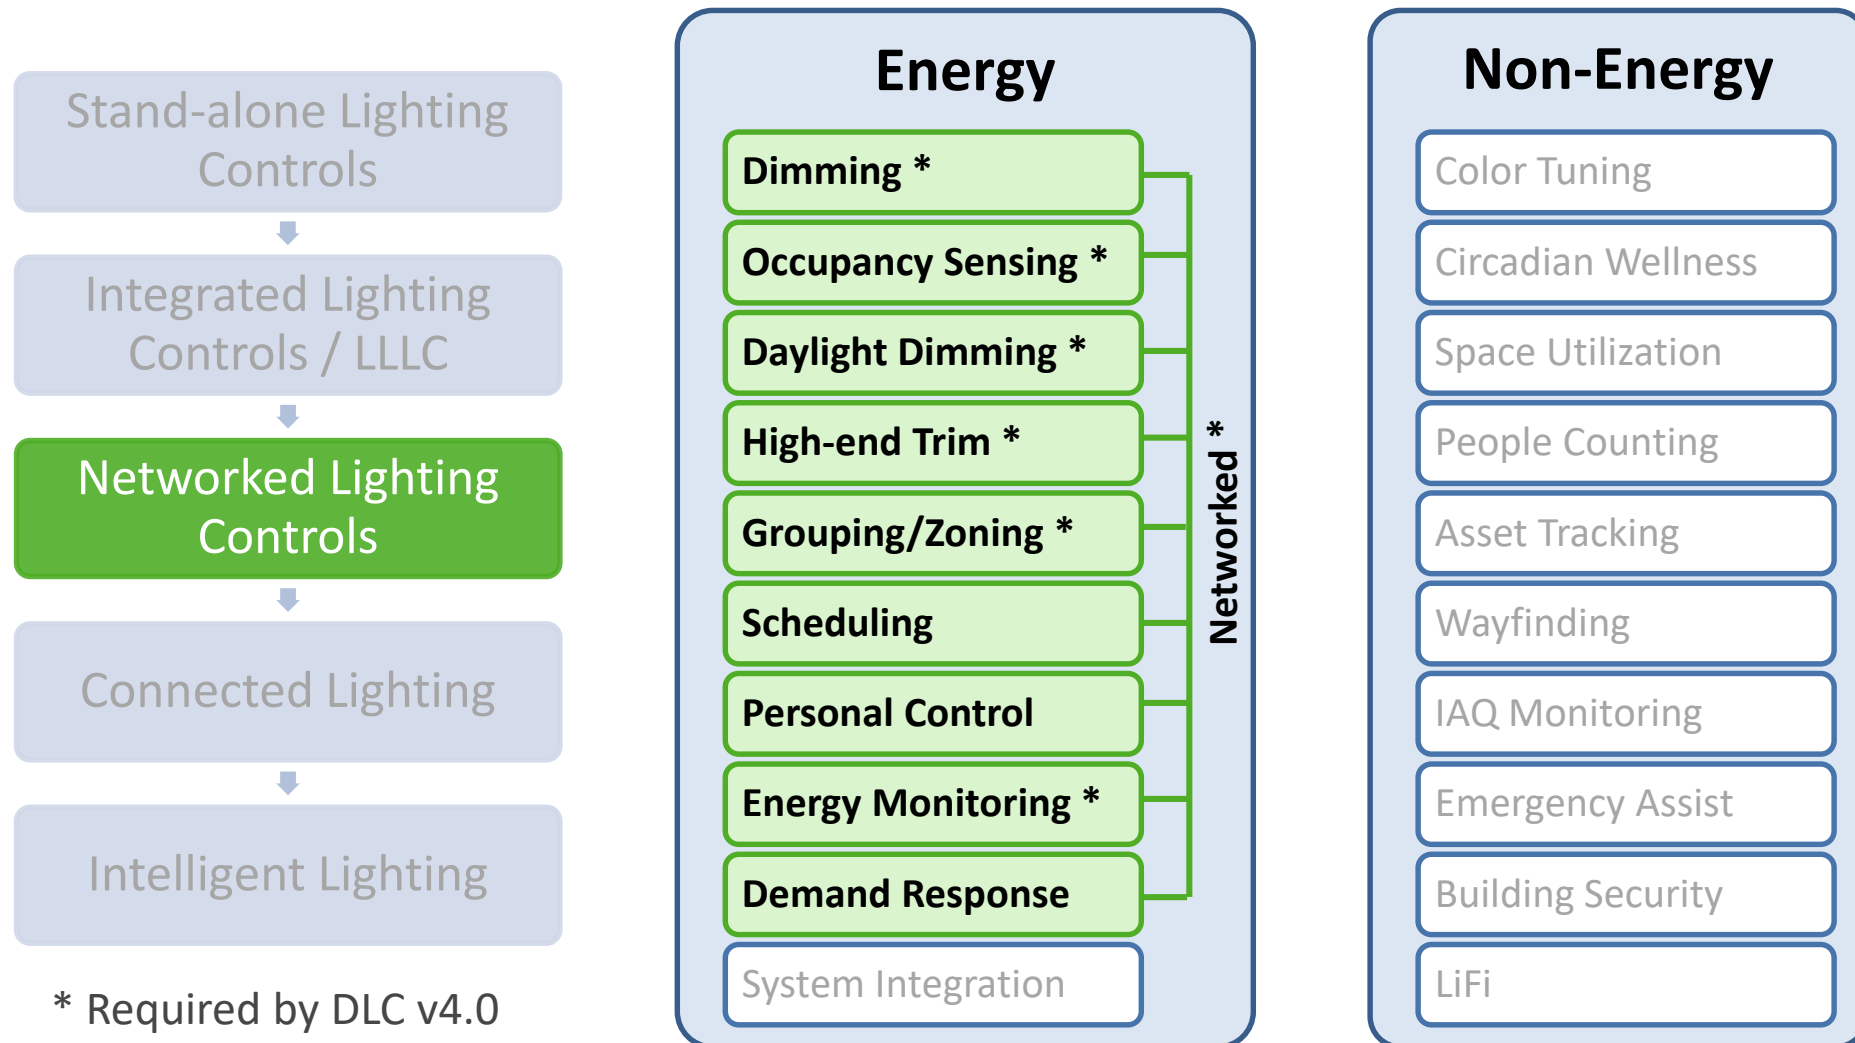 Stand-alone Lighting
Controls
Integrated Lighting
Controls / LLLC
Networked Lighting
Controls
Connected Lighting
Intelligent Lighting
* Required by DLC v4.0
Energy
Dimming *
Occupancy Sensing *
Daylight Dimming *
High-end Trim *
Grouping/Zoning *
Scheduling
Personal Control
Energy Monitoring *
Demand Response
System Integration
Networked *
Non-Energy
Color Tuning
Circadian Wellness
Space Utilization
People Counting
Asset Tracking
Wayfinding
IAQ Monitoring
Emergency Assist
Building Security
LiFi